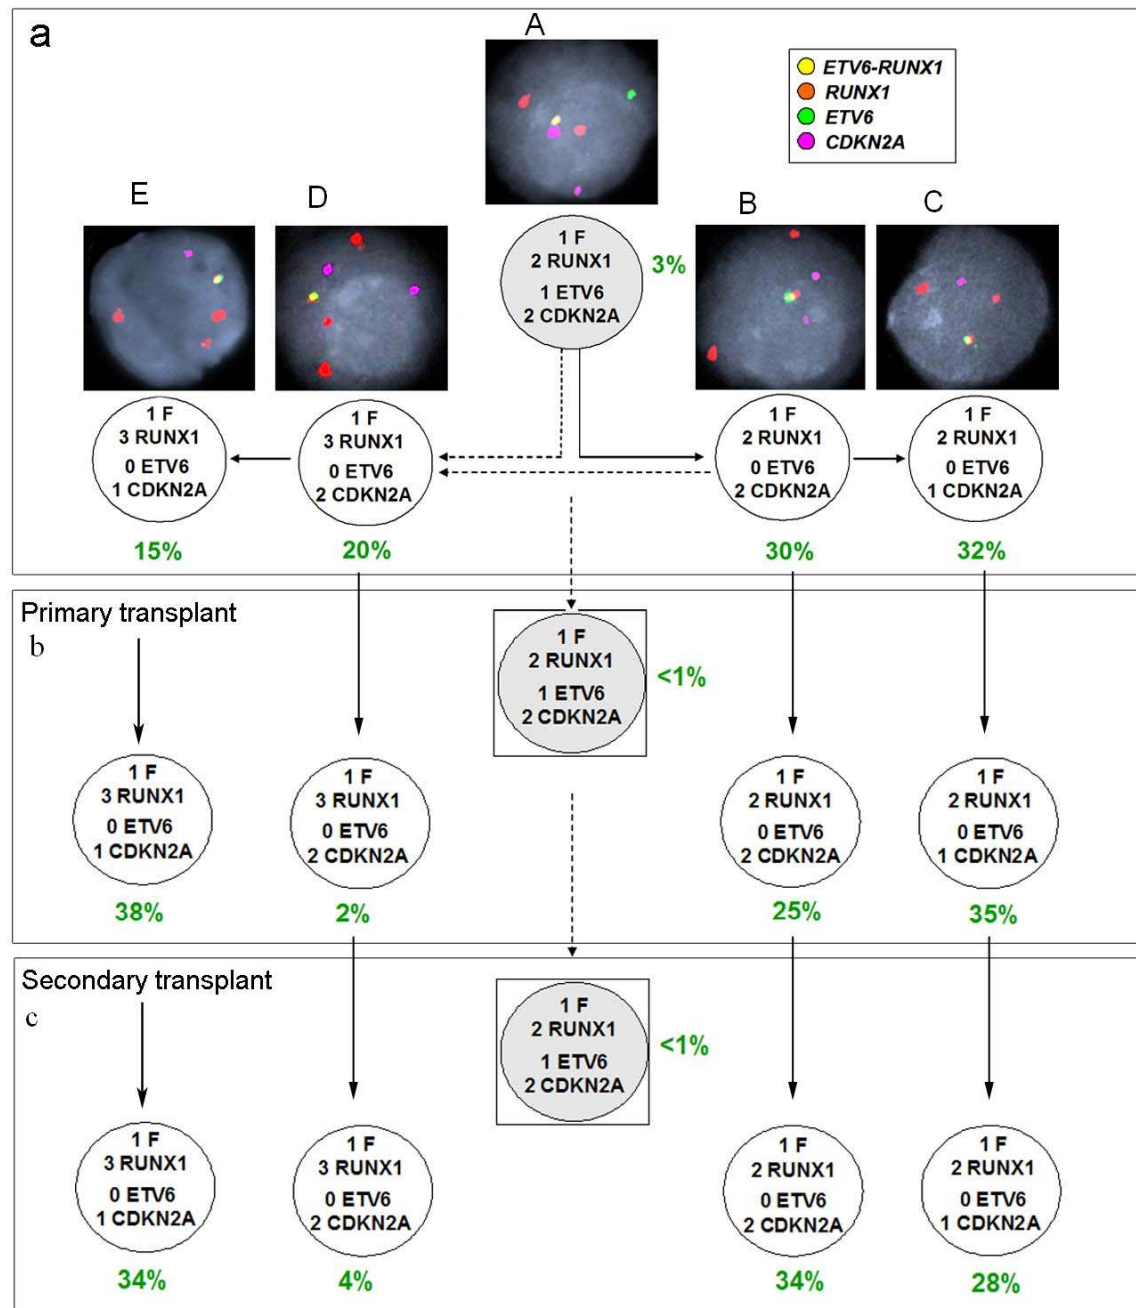 a
A
ETV6-RUNX1
RUNX1
ETV6
CDKN2A
E
D
B
C
1 F
2 RUNX1
1 ETV6
2 CDKN2A
3%
1 F
3 RUNX1
0 ETV6
1 CDKN2A
15%
1 F
3 RUNX1
0 ETV6
2 CDKN2A
20%
1 F
2 RUNX1
0 ETV6
2 CDKN2A
30%
1 F
2 RUNX1
0 ETV6
1 CDKN2A
32%
Primary transplant
b
1 F
2 RUNX1
1 ETV6
2 CDKN2A
<1%
1 F
3 RUNX1
0 ETV6
1 CDKN2A
38%
1 F
3 RUNX1
0 ETV6
2 CDKN2A
2%
1 F
2 RUNX1
0 ETV6
2 CDKN2A
25%
1 F
2 RUNX1
0 ETV6
1 CDKN2A
35%
Secondary transplant
c
1 F
2 RUNX1
1 ETV6
2 CDKN2A
<1%
1 F
3 RUNX1
0 ETV6
1 CDKN2A
34%
1 F
3 RUNX1
0 ETV6
2 CDKN2A
4%
1 F
2 RUNX1
0 ETV6
2 CDKN2A
34%
1 F
2 RUNX1
0 ETV6
1 CDKN2A
28%